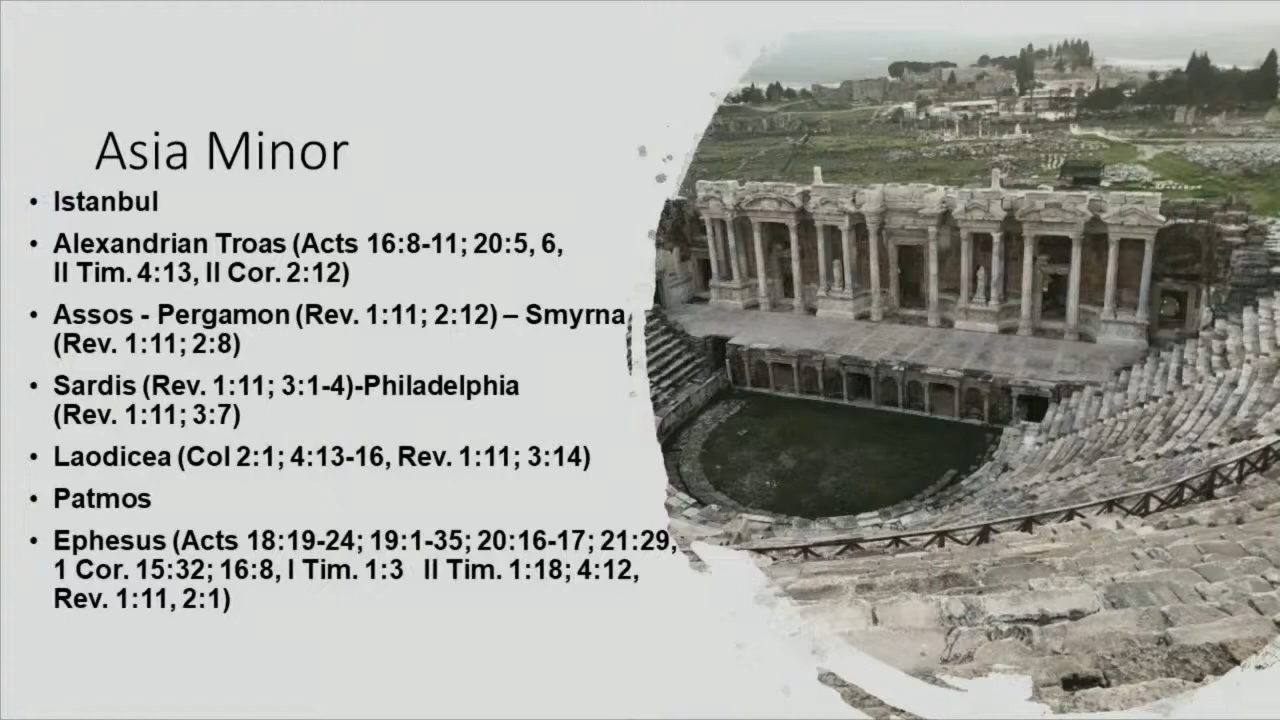 Asia Minor
• Istanbul
• Alexandrian Troas (Acts 16:8-11; 20:5, 6,
II Tim. 4:13, II Cor. 2:12)
• Assos - Pergamon (Rev. 1:11; 2:12) – Smyrna
(Rev. 1:11; 2:8)
• Sardis (Rev. 1:11; 3:1-4)-Philadelphia
(Rev. 1:11; 3:7)
• Laodicea (Col 2:1; 4:13-16, Rev. 1:11; 3:14)
• Patmos
• Ephesus (Acts 18:19-24; 19:1-35; 20:16-17; 21:29,
1 Cor. 15:32; 16:8, I Tim. 1:3 II Tim. 1:18; 4:12,
Rev. 1:11, 2:1)